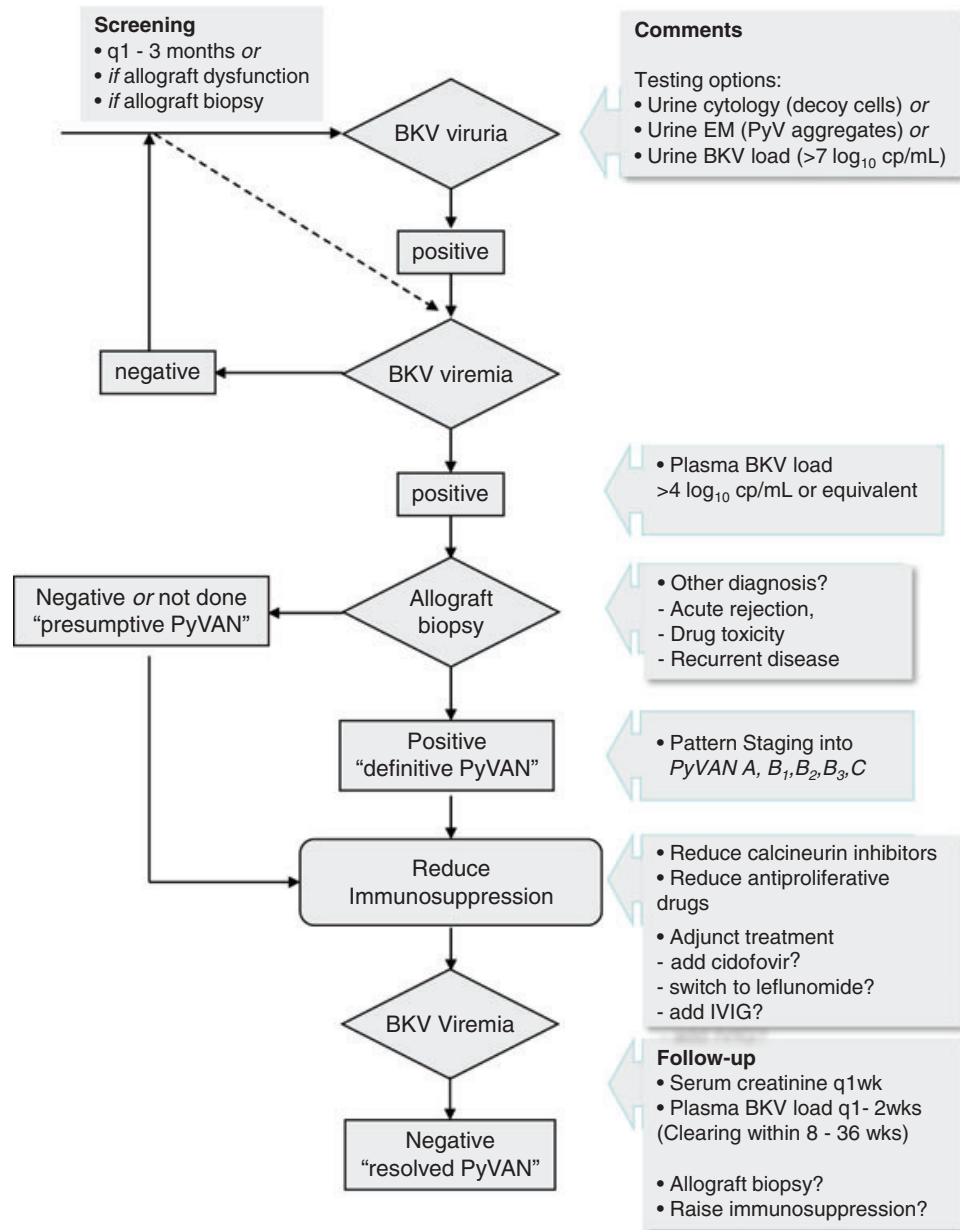 Screening
• q1 - 3 months or
• if allograft dysfunction
• if allograft biopsy
Comments
Testing options:
• Urine cytology (decoy cells) or
• Urine EM (PyV aggregates) or
• Urine BKV load (>7 log₁₀ cp/mL)
BKV viruria
positive
BKV viremia
negative
positive
• Plasma BKV load
>4 log₁₀ cp/mL or equivalent
Allograft
biopsy
Negative or not done
“presumptive PyVAN”
• Other diagnosis?
- Acute rejection,
- Drug toxicity
- Recurrent disease
Positive
“definitive PyVAN”
• Pattern Staging into
PyVAN A, B₁,B₂,B₃,C
Reduce
Immunosuppression
• Reduce calcineurin inhibitors
• Reduce antiproliferative
drugs
• Adjunct treatment
- add cidofovir?
- switch to leflunomide?
- add IVIG?
BKV Viremia
Follow-up
• Serum creatinine q1wk
• Plasma BKV load q1- 2wks
(Clearing within 8 - 36 wks)
• Allograft biopsy?
• Raise immunosuppression?
Negative
“resolved PyVAN”